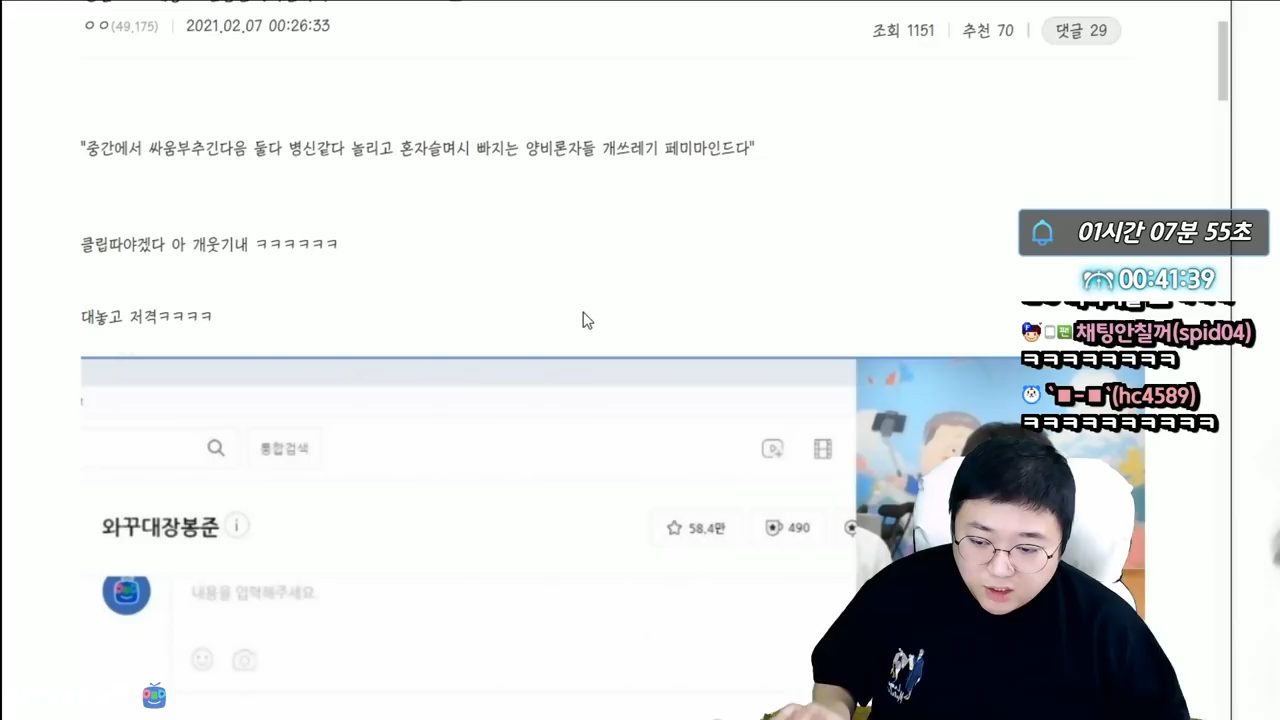 ㅇㅇ(49.175) 2021.02.07 00:26:33
조회 1151 추천 70 댓글 29
"중간에서 싸움부추긴다음 둘다 병신같다 놀리고 혼자슬며시 빠지는 양비론자들 개쓰레기 페미마인드다"
01시간 07분 55초
클립따야겠다 아 개웃기내 ㅋㅋㅋㅋㅋㅋ
00:41:39
대놓고 저격ㅋㅋㅋㅋ
채팅안칠꺼(spid04)
ㅋㅋㅋㅋㅋㅋㅋㅋ
`■-■`(hc4589)
ㅋㅋㅋㅋㅋㅋㅋㅋㅋㅋ
통합검색
와꾸대장봉준
58.4만 490
내용을 입력해주세요.